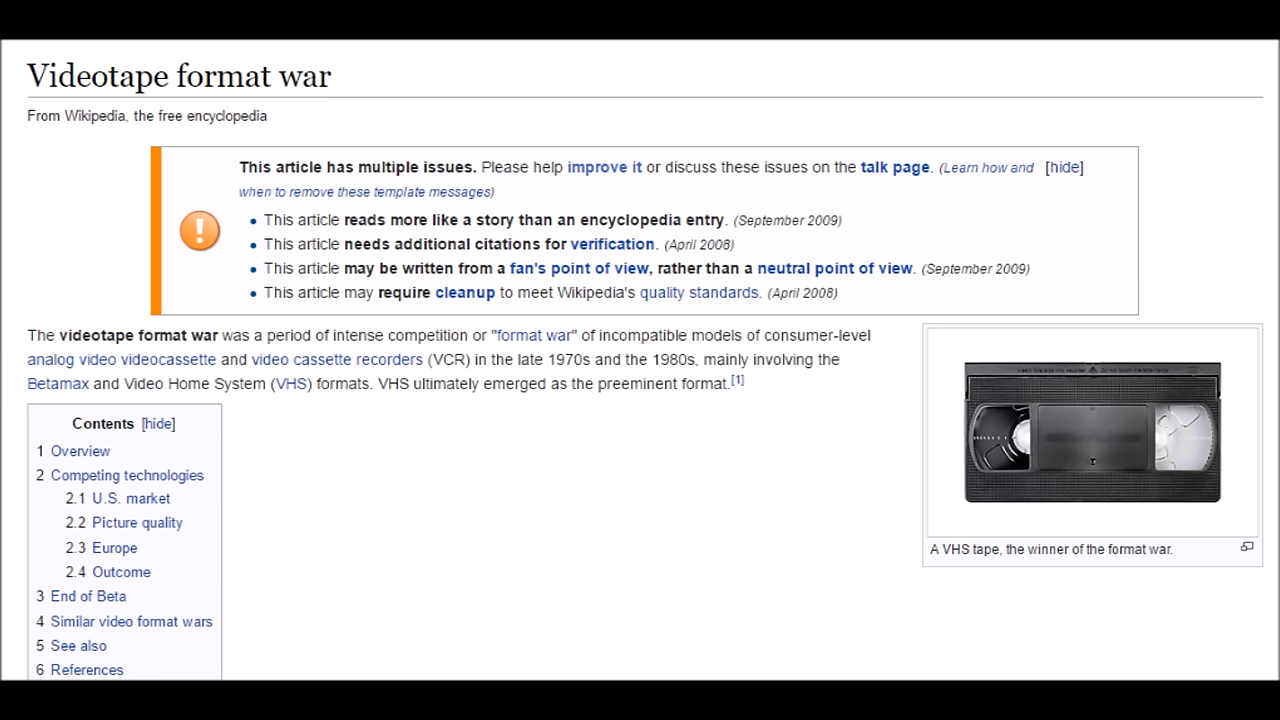 Videotape format war
From Wikipedia, the free encyclopedia
This article has multiple issues. Please help improve it or discuss these issues on the talk page. (Learn how and [hide]
when to remove these template messages)
This article reads more like a story than an encyclopedia entry. (September 2009)
This article needs additional citations for verification. (April 2008)
This article may be written from a fan's point of view, rather than a neutral point of view. (September 2009)
This article may require cleanup to meet Wikipedia's quality standards. (April 2008)
The videotape format war was a period of intense competition or "format war" of incompatible models of consumer-level
analog video videocassette and video cassette recorders (VCR) in the late 1970s and the 1980s, mainly involving the
Betamax and Video Home System (VHS) formats. VHS ultimately emerged as the preeminent format.[1]
Contents [hide]
1 Overview
2 Competing technologies
2.1 U.S. market
2.2 Picture quality
2.3 Europe
2.4 Outcome
3 End of Beta
4 Similar video format wars
5 See also
6 References
A VHS tape, the winner of the format war.